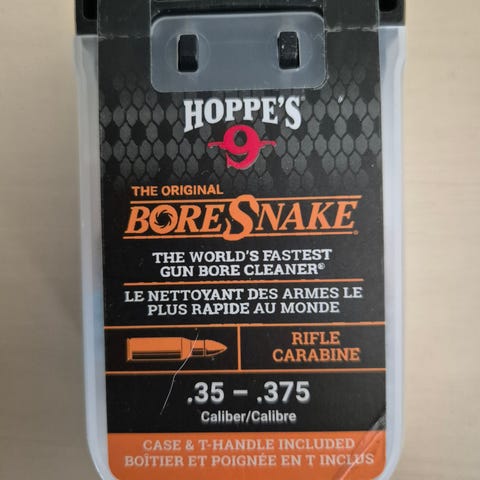 HOPPE'S
9
THE ORIGINAL
BORESNAKE®
THE WORLD'S FASTEST
GUN BORE CLEANER®
LE NETTOYANT DES ARMES LE
PLUS RAPIDE AU MONDE
RIFLE
CARABINE
.35 – .375
Caliber/Calibre
CASE & T-HANDLE INCLUDED
BOÎTIER ET POIGNÉE EN T INCLUS